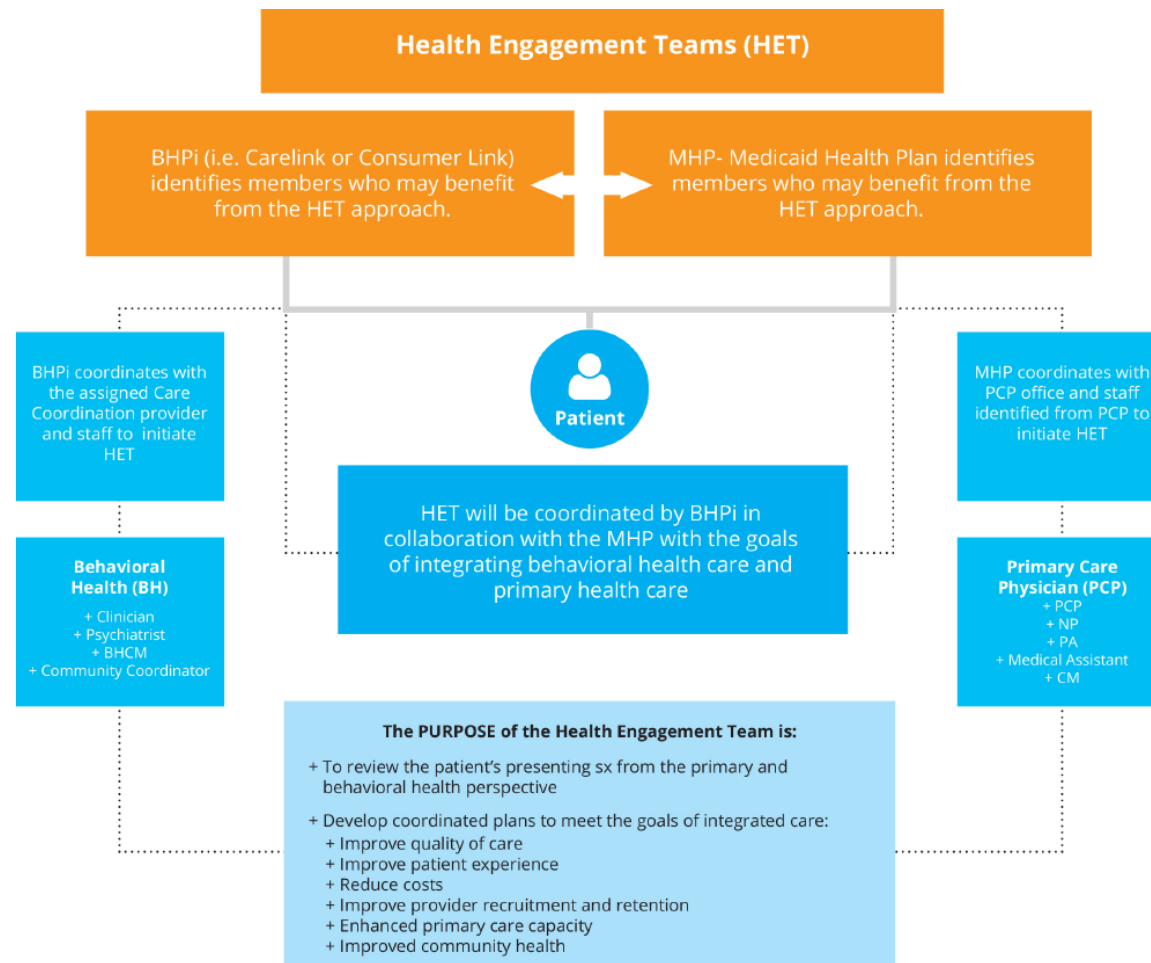 Health Engagement Teams (HET)
BHPi (i.e. Carelink or Consumer Link)
identifies members who may benefit
from the HET approach.
MHP- Medicaid Health Plan identifies
members who may benefit from the
HET approach.
Patient
BHPi coordinates with
the assigned Care
Coordination provider
and staff to initiate
HET
MHP coordinates with
PCP office and staff
identified from PCP to
initiate HET
HET will be coordinated by BHPi in
collaboration with the MHP with the goals
of integrating behavioral health care and
primary health care
Behavioral
Health (BH)
+ Clinician
+ Psychiatrist
+ BHCM
+ Community Coordinator
Primary Care
Physician (PCP)
+ PCP
+ NP
+ PA
+ Medical Assistant
+ CM
The PURPOSE of the Health Engagement Team is:
+ To review the patient’s presenting sx from the primary and
behavioral health perspective
+ Develop coordinated plans to meet the goals of integrated care:
+ Improve quality of care
+ Improve patient experience
+ Reduce costs
+ Improve provider recruitment and retention
+ Enhanced primary care capacity
+ Improved community health